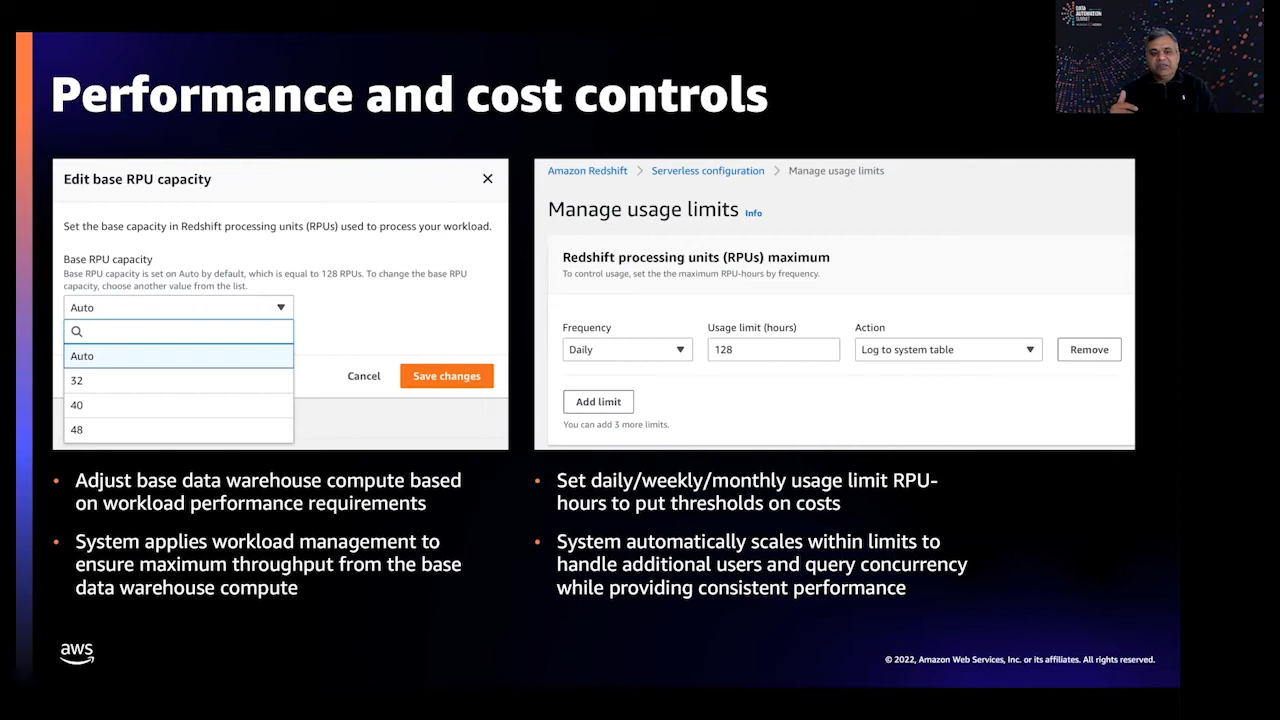 DATA
AUTOMATION
SUMMIT
Performance and cost controls
Edit base RPU capacity
Set the base capacity in Redshift processing units (RPUs) used to process your workload.
Base RPU capacity
Base RPU capacity is set on Auto by default, which is equal to 128 RPUs. To change the base RPU
capacity, choose another value from the list.
Auto
Auto
32
40
48
Cancel
Save changes
Amazon Redshift > Serverless configuration > Manage usage limits
Manage usage limits Info
Redshift processing units (RPUs) maximum
To control usage, set the the maximum RPU-hours by frequency.
Frequency Usage limit (hours) Action
Daily 128 Log to system table Remove
Add limit
You can add 3 more limits.
• Adjust base data warehouse compute based
on workload performance requirements
• System applies workload management to
ensure maximum throughput from the base
data warehouse compute
• Set daily/weekly/monthly usage limit RPU-
hours to put thresholds on costs
• System automatically scales within limits to
handle additional users and query concurrency
while providing consistent performance
aws
© 2022, Amazon Web Services, Inc. or its affiliates. All rights reserved.